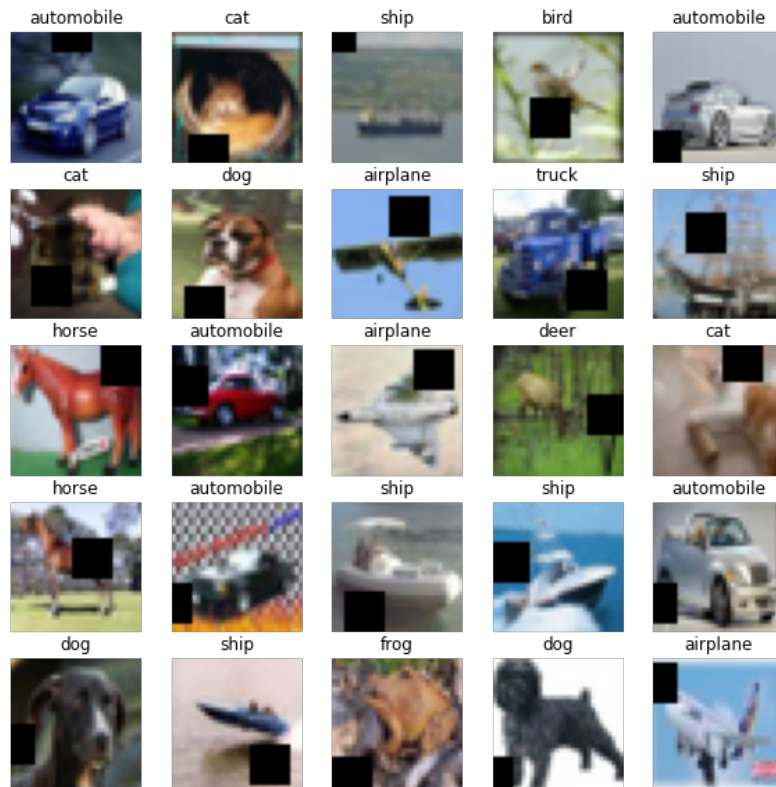 automobile cat ship bird automobile
cat dog airplane truck ship
horse automobile airplane deer cat
horse automobile ship ship automobile
dog ship frog dog airplane